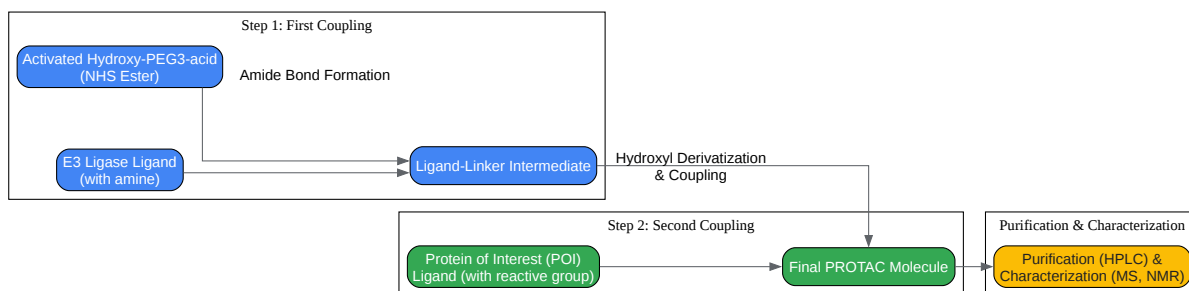 Step 1: First Coupling
Activated Hydroxy-PEG3-acid
(NHS Ester)
Amide Bond Formation
E3 Ligase Ligand
(with amine)
Ligand-Linker Intermediate
Hydroxyl Derivatization
& Coupling
Step 2: Second Coupling
Protein of Interest (POI)
Ligand (with reactive group)
Final PROTAC Molecule
Purification & Characterization
Purification (HPLC) &
Characterization (MS, NMR)